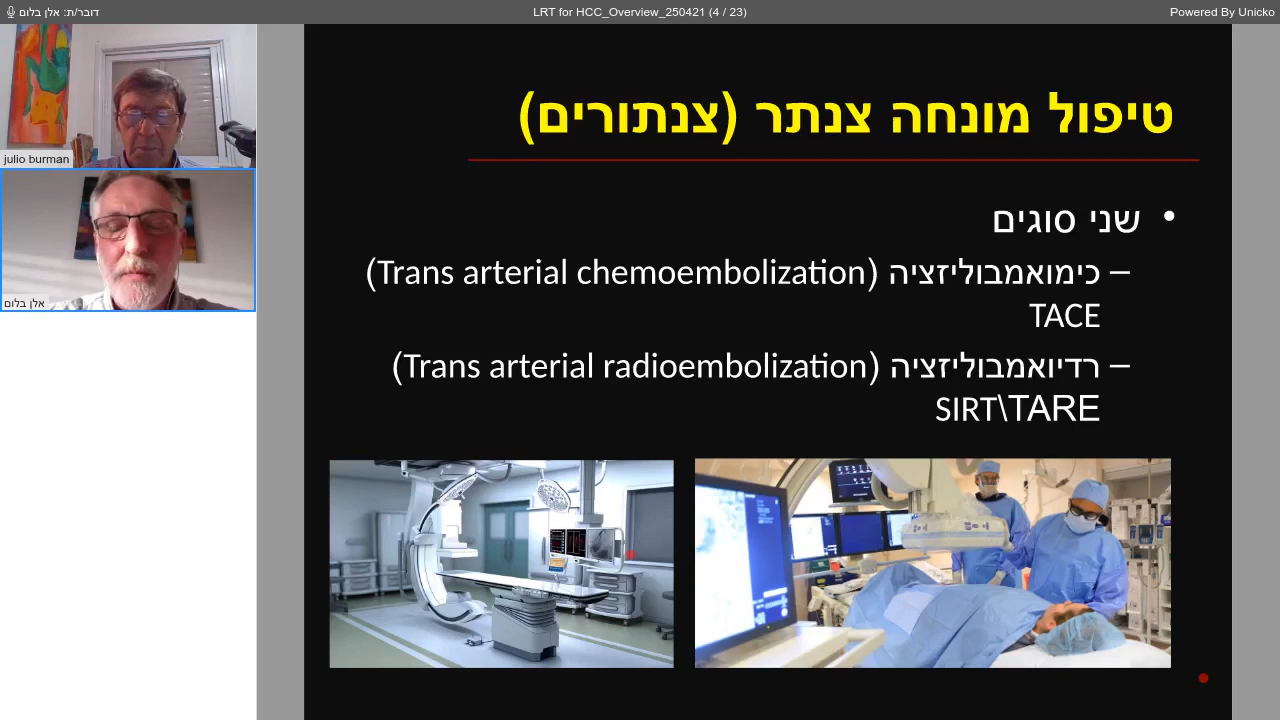 דובר/ת: אלן בלום
LRT for HCC_Overview_250421 (4 / 23)
Powered By Unicko
julio burman
אלן בלום
טיפול מונחה צנתר (צנתורים)
• שני סוגים
– כימואמבוליזציה (Trans arterial chemoembolization)
TACE
– רדיואמבוליזציה (Trans arterial radioembolization)
SIRT\TARE